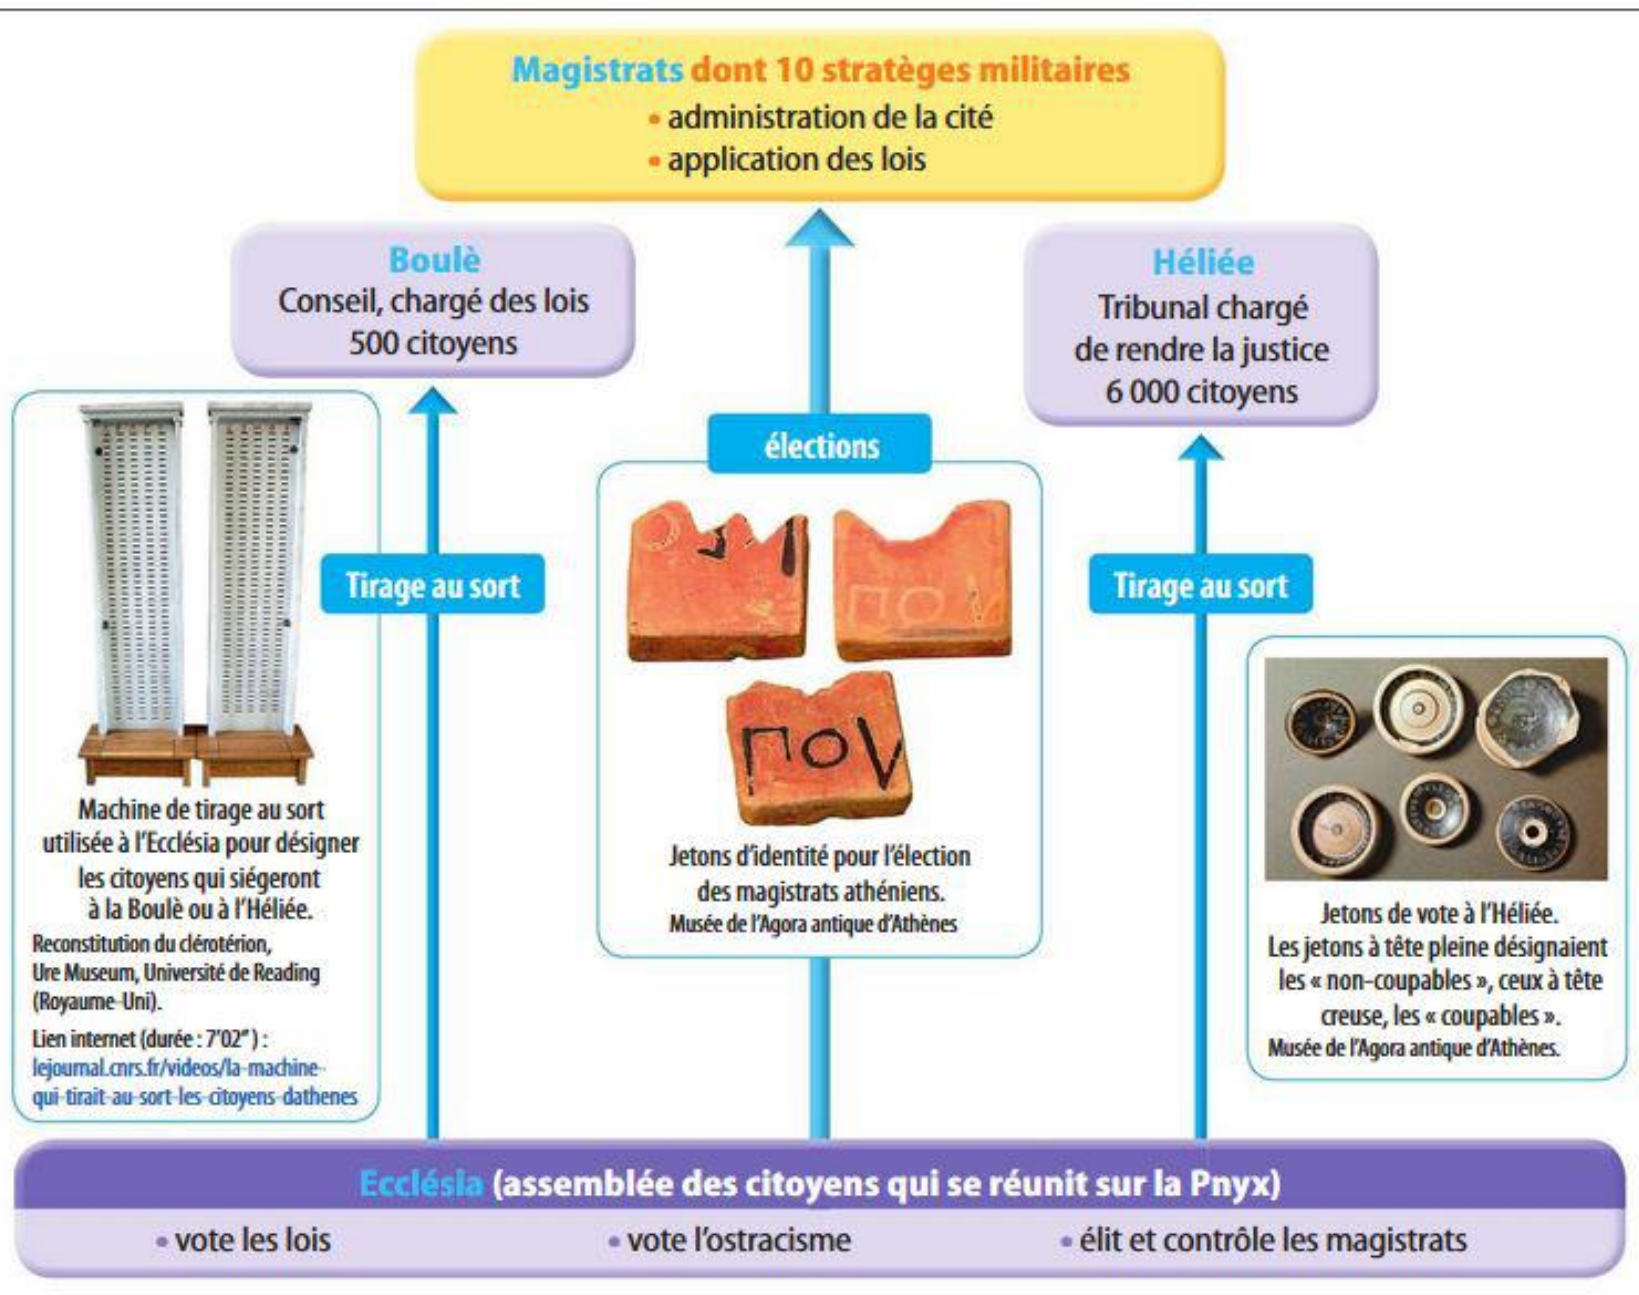 Magistrats dont 10 stratèges militaires
• administration de la cité
• application des lois
Boulè
Conseil, chargé des lois
500 citoyens
Héliée
Tribunal chargé
de rendre la justice
6 000 citoyens
élections
Tirage au sort
Tirage au sort
ΠΟ
ΠΟV
Machine de tirage au sort
utilisée à l'Ecclésia pour désigner
les citoyens qui siégeront
à la Boulè ou à l'Héliée.
Reconstitution du clérotérion,
Ure Museum, Université de Reading
(Royaume-Uni).
Lien internet (durée : 7'02") :
lejournal.cnrs.fr/videos/la-machine-
qui-tirait-au-sort-les-citoyens-dathenes
Jetons d'identité pour l'élection
des magistrats athéniens.
Musée de l'Agora antique d'Athènes
Jetons de vote à l'Héliée.
Les jetons à tête pleine désignaient
les « non-coupables », ceux à tête
creuse, les « coupables ».
Musée de l'Agora antique d'Athènes.
Ecclésia (assemblée des citoyens qui se réunit sur la Pnyx)
• vote les lois
• vote l'ostracisme
• élit et contrôle les magistrats